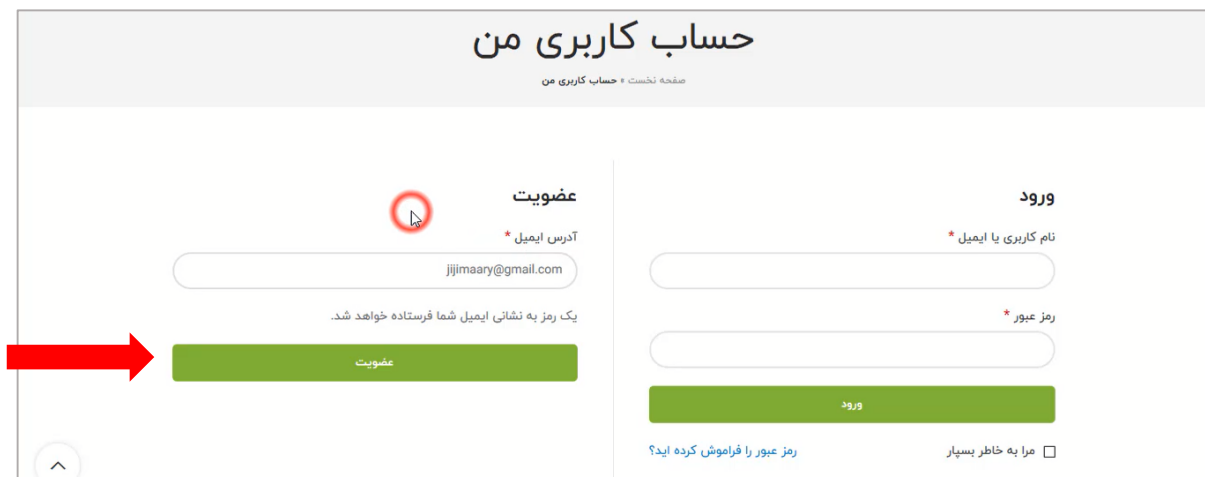 حساب کاربری من
صفحه نخست » حساب کاربری من
ورود
نام کاربری یا ایمیل *
رمز عبور *
ورود
مرا به خاطر بسپار
رمز عبور را فراموش کرده اید؟
عضویت
آدرس ایمیل *
jijimaary@gmail.com
یک رمز به نشانی ایمیل شما فرستاده خواهد شد.
عضویت